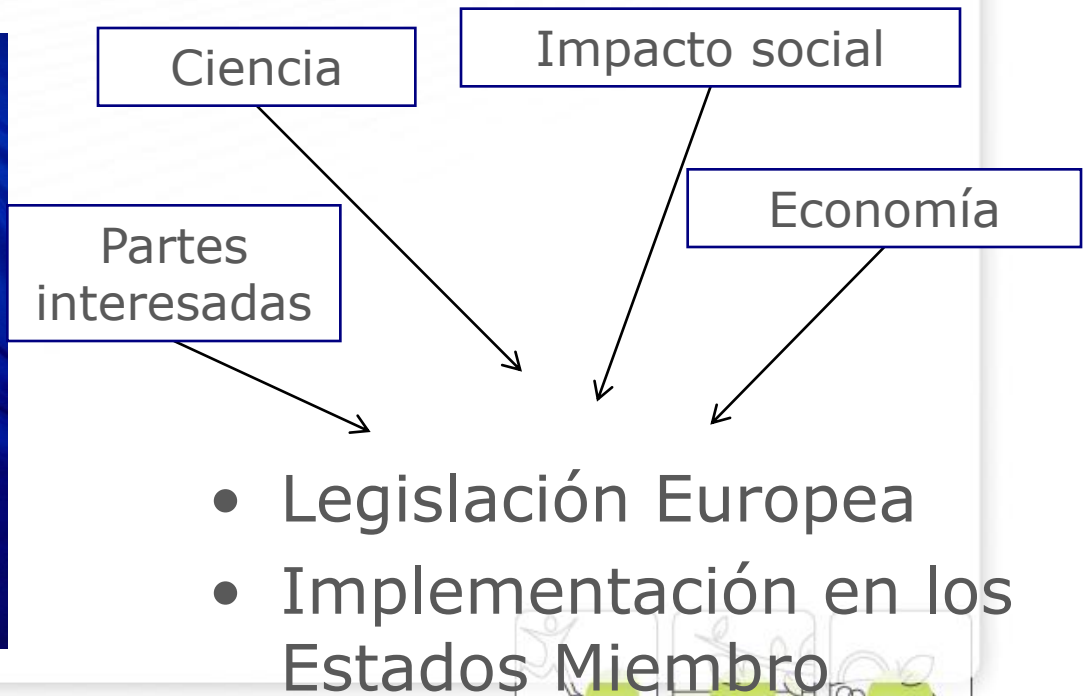 Ciencia
Impacto social
Economía
Partes
interesadas
• Legislación Europea
• Implementación en los
Estados Miembro